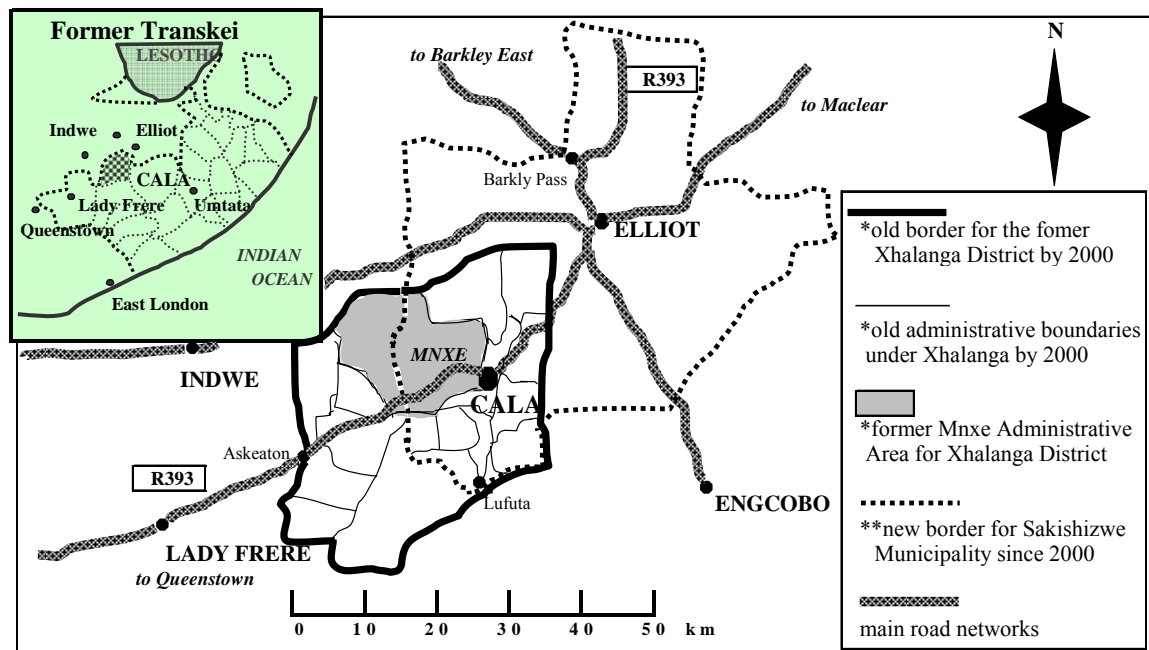 Former Transkei
LESOTHO
Indwe
Elliot
CALA
Lady Frere
Umtata
Queenstown
INDIAN
OCEAN
East London
to Barkley East
R393
to Maclear
N
Barkly Pass
ELLIOT
MNXE
INDWE
CALA
Askeaton
R393
Lufuta
ENGCOBO
LADY FRERE
to Queenstown
0 10 20 30 40 50 km
*old border for the fomer
Xhalanga District by 2000
*old administrative boundaries
under Xhalanga by 2000
*former Mnxe Administrative
Area for Xhalanga District
**new border for Sakishizwe
Municipality since 2000
main road networks